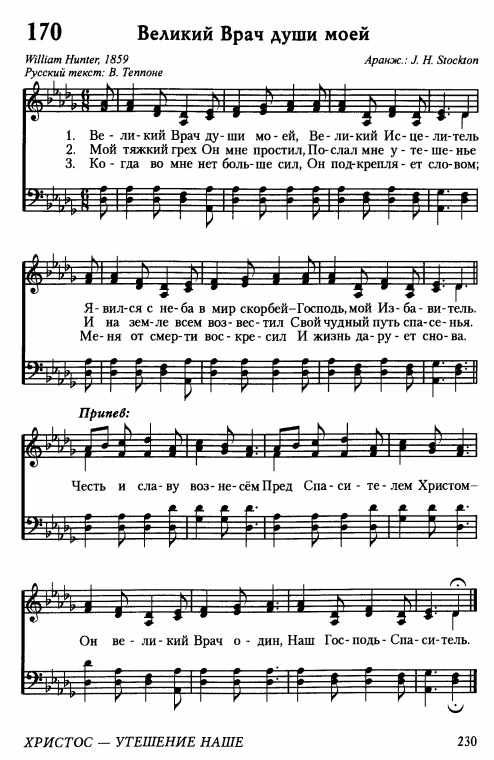 170 Великий Врач души моей
William Hunter, 1859 Аранж.: J. H. Stockton
Русский текст: В. Теппоне
1. Ве - ли-кий Врач ду-ши мо-ей, Ве-ли-кий Ис-це-ли-тель
2. Мой тяжкий грех Он мне простил, По-слал мне у - те-ше-нье
3. Ко - гда во мне нет боль-ше сил, Он под-крепля - ет сло-вом;
Я-вил-ся с не-ба в мир скорбей–Господь, мой Из-ба-ви-тель.
И на зем-ле всем воз-вес-тил Свой чудный путь спа-се-нья.
Ме-ня от смер-ти вос-кре-сил И жизнь да-ру-ет сно-ва.
Припев:
Честь и сла-ву воз-не-сём Пред Спа-си-те-лем Христом–
Он ве-ли-кий Врач о-дин, Наш Гос-подь-Спа-си-тель.
ХРИСТОС — УТЕШЕНИЕ НАШЕ 230